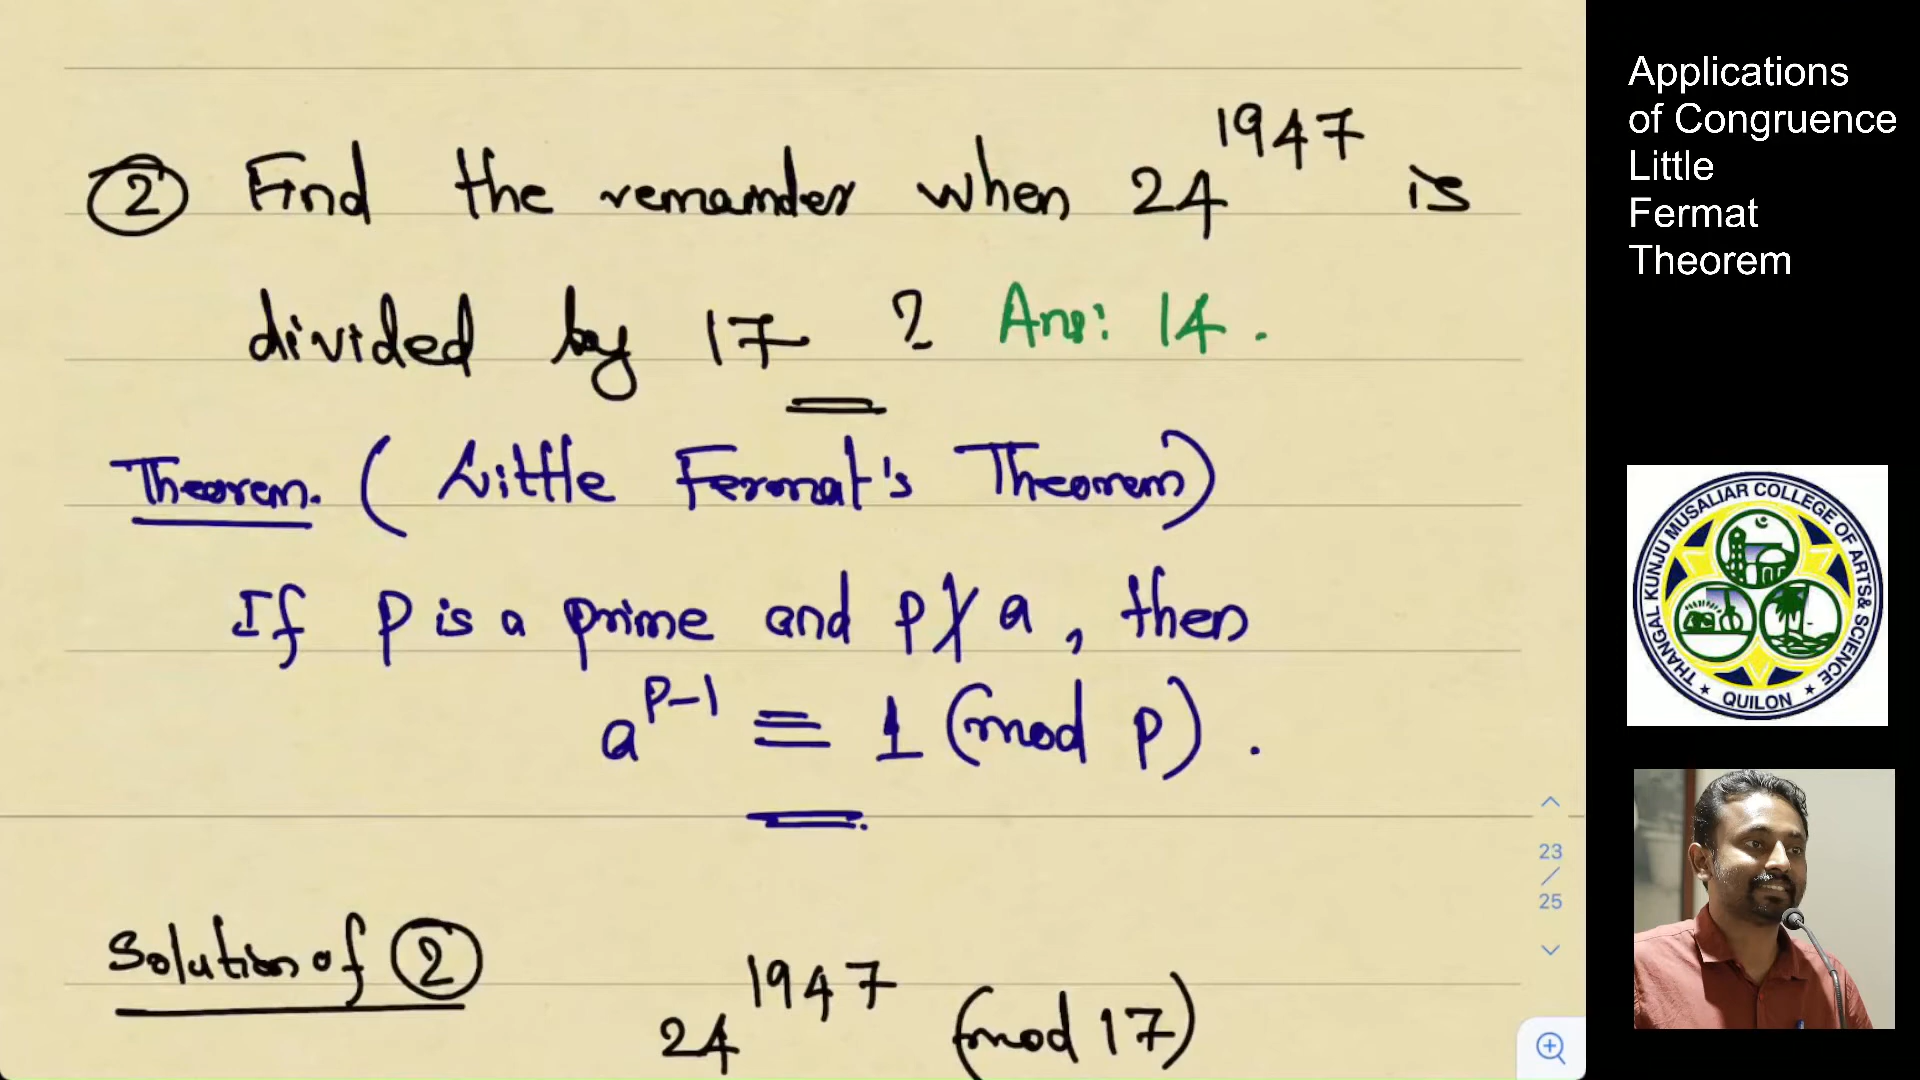 ② Find the remainder when 24^1947 is
divided by 17 ? Ans: 14.
Theorem. (Little Fermat's Theorem)
If p is a prime and p∤a, then
a^p-1 ≡ 1 (mod p).
Solution of ②
24^1947 (mod 17)
Applications
of Congruence
Little
Fermat
Theorem
THANGAL KUNJU MUSALIAR COLLEGE OF ARTS & SCIENCE
QUILON
23
/
25